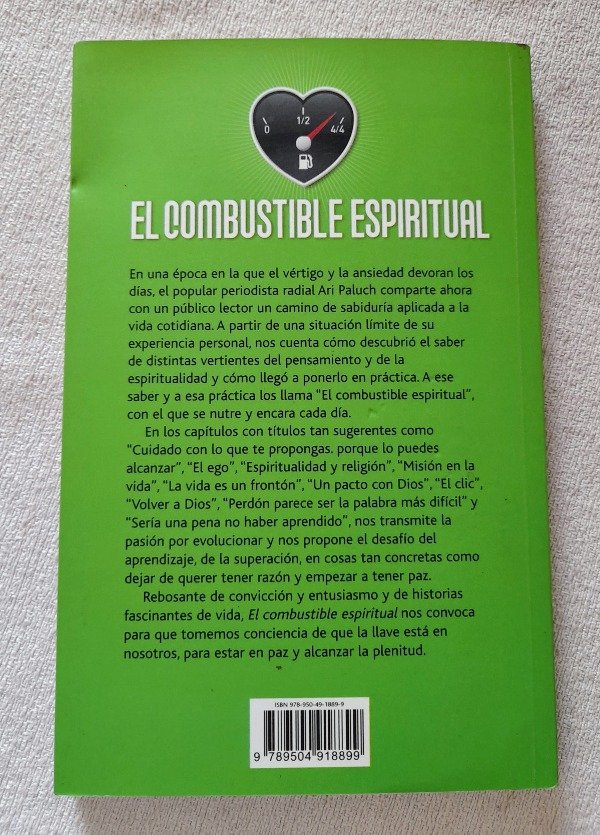 0
1/2
4/4
EL COMBUSTIBLE ESPIRITUAL
En una época en la que el vértigo y la ansiedad devoran los
días, el popular periodista radial Ari Paluch comparte ahora
con un público lector un camino de sabiduría aplicada a la
vida cotidiana. A partir de una situación límite de su
experiencia personal, nos cuenta cómo descubrió el saber
de distintas vertientes del pensamiento y de la
espiritualidad y cómo llegó a ponerlo en práctica. A ese
saber y a esa práctica los llama “El combustible espiritual”,
con el que se nutre y encara cada día.
En los capítulos con títulos tan sugerentes como
“Cuidado con lo que te propongas. porque lo puedes
alcanzar”, “El ego”, “Espiritualidad y religión”, “Misión en la
vida”, “La vida es un frontón”, “Un pacto con Dios”, “El clic”,
“Volver a Dios”, “Perdón parece ser la palabra más difícil” y
“Sería una pena no haber aprendido”, nos transmite la
pasión por evolucionar y nos propone el desafío del
aprendizaje, de la superación, en cosas tan concretas como
dejar de querer tener razón y empezar a tener paz.
Rebosante de convicción y entusiasmo y de historias
fascinantes de vida, El combustible espiritual nos convoca
para que tomemos conciencia de que la llave está en
nosotros, para estar en paz y alcanzar la plenitud.
ISBN 978-950-49-1889-9
9 789504 918899